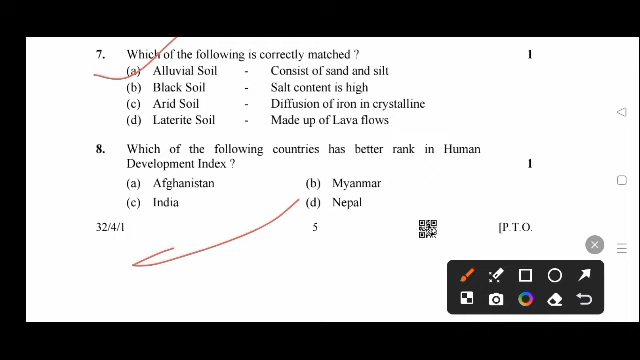 7. Which of the following is correctly matched ? 1
(a) Alluvial Soil - Consist of sand and silt
(b) Black Soil - Salt content is high
(c) Arid Soil - Diffusion of iron in crystalline
(d) Laterite Soil - Made up of Lava flows
8. Which of the following countries has better rank in Human
Development Index ? 1
(a) Afghanistan (b) Myanmar
(c) India (d) Nepal
32/4/1 5 [P.T.O.